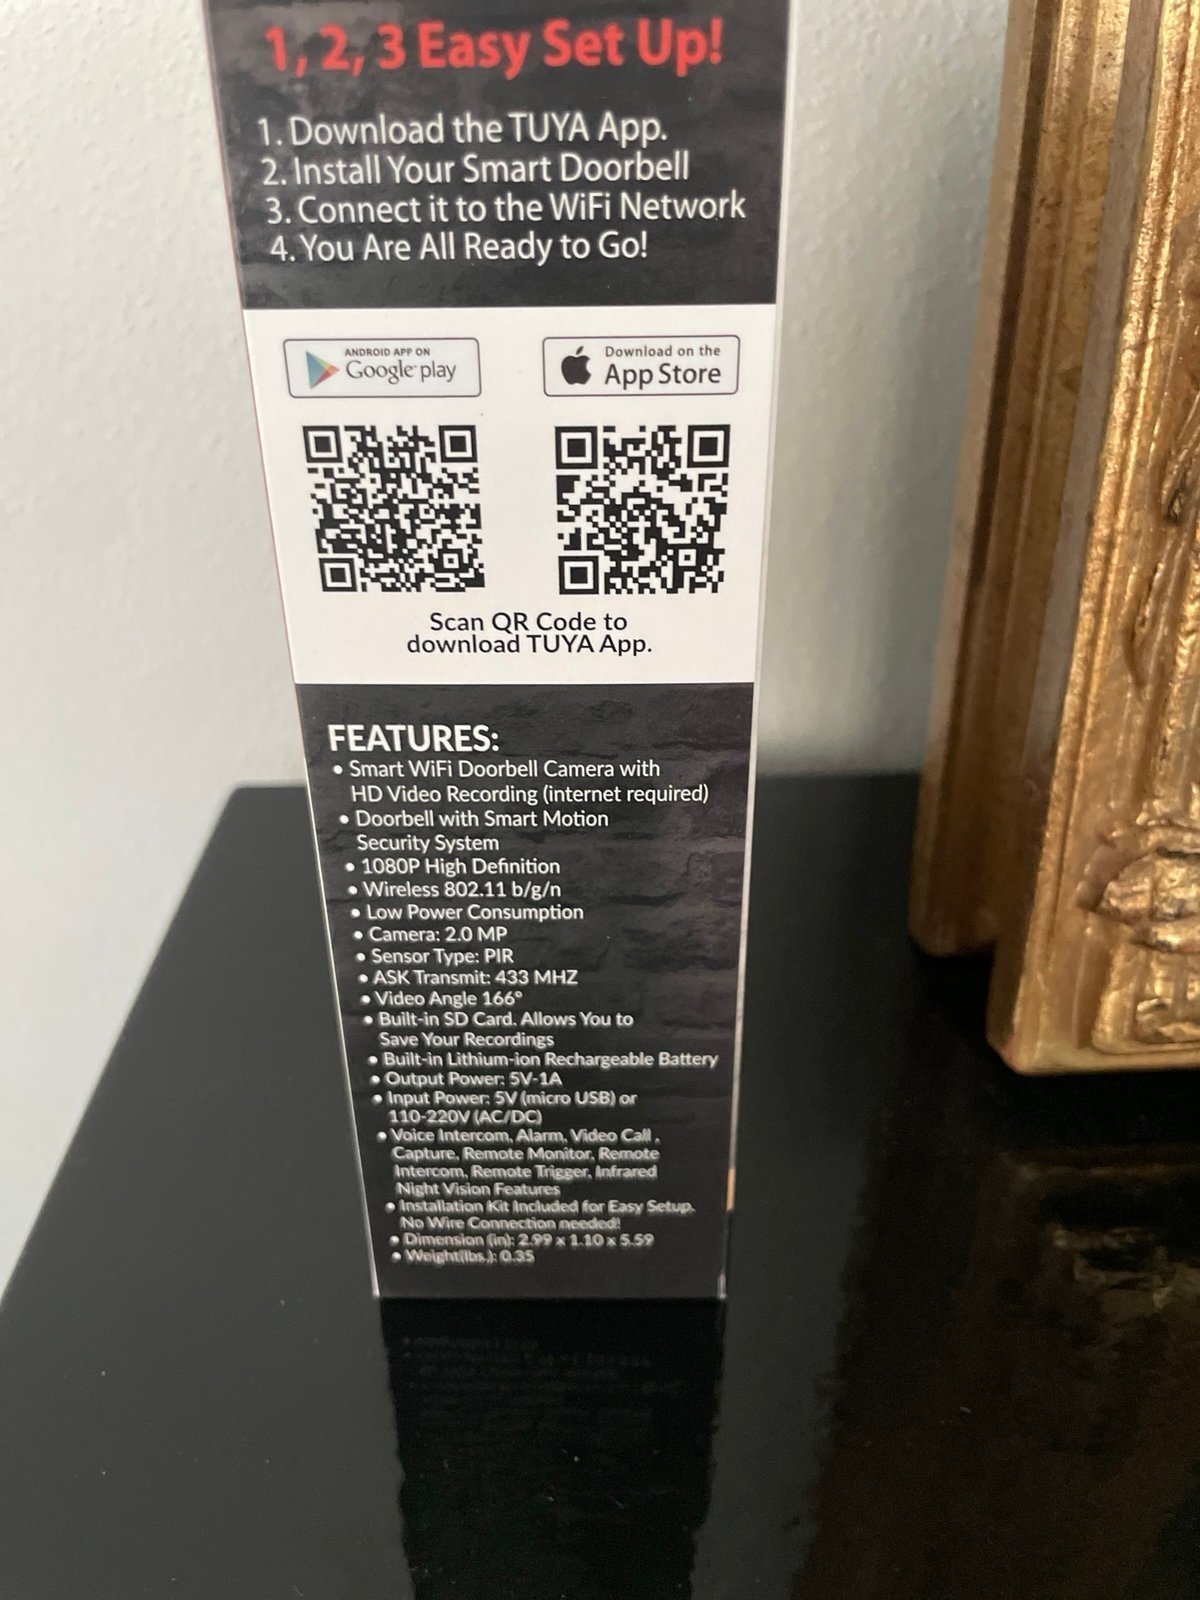 1, 2, 3 Easy Set Up!
1. Download the TUYA App.
2. Install Your Smart Doorbell
3. Connect it to the WiFi Network
4. You Are All Ready to Go!
ANDROID APP ON
Google play
Download on the
App Store
Scan QR Code to
download TUYA App.
FEATURES:
• Smart WiFi Doorbell Camera with
HD Video Recording (internet required)
• Doorbell with Smart Motion
Security System
• 1080P High Definition
• Wireless 802.11 b/g/n
• Low Power Consumption
• Camera: 2.0 MP
• Sensor Type: PIR
• ASK Transmit: 433 MHZ
• Video Angle 166°
• Built-in SD Card. Allows You to
Save Your Recordings
• Built-in Lithium-ion Rechargeable Battery
• Output Power: 5V-1A
• Input Power: 5V (micro USB) or
110-220V (AC/DC)
• Voice Intercom, Alarm, Video Call ,
Capture, Remote Monitor, Remote
Intercom, Remote Trigger, Infrared
Night Vision Features
• Installation Kit Included for Easy Setup.
No Wire Connection needed!
• Dimension (in): 2.99 x 1.10 x 5.59
• Weight(lbs.): 0.35